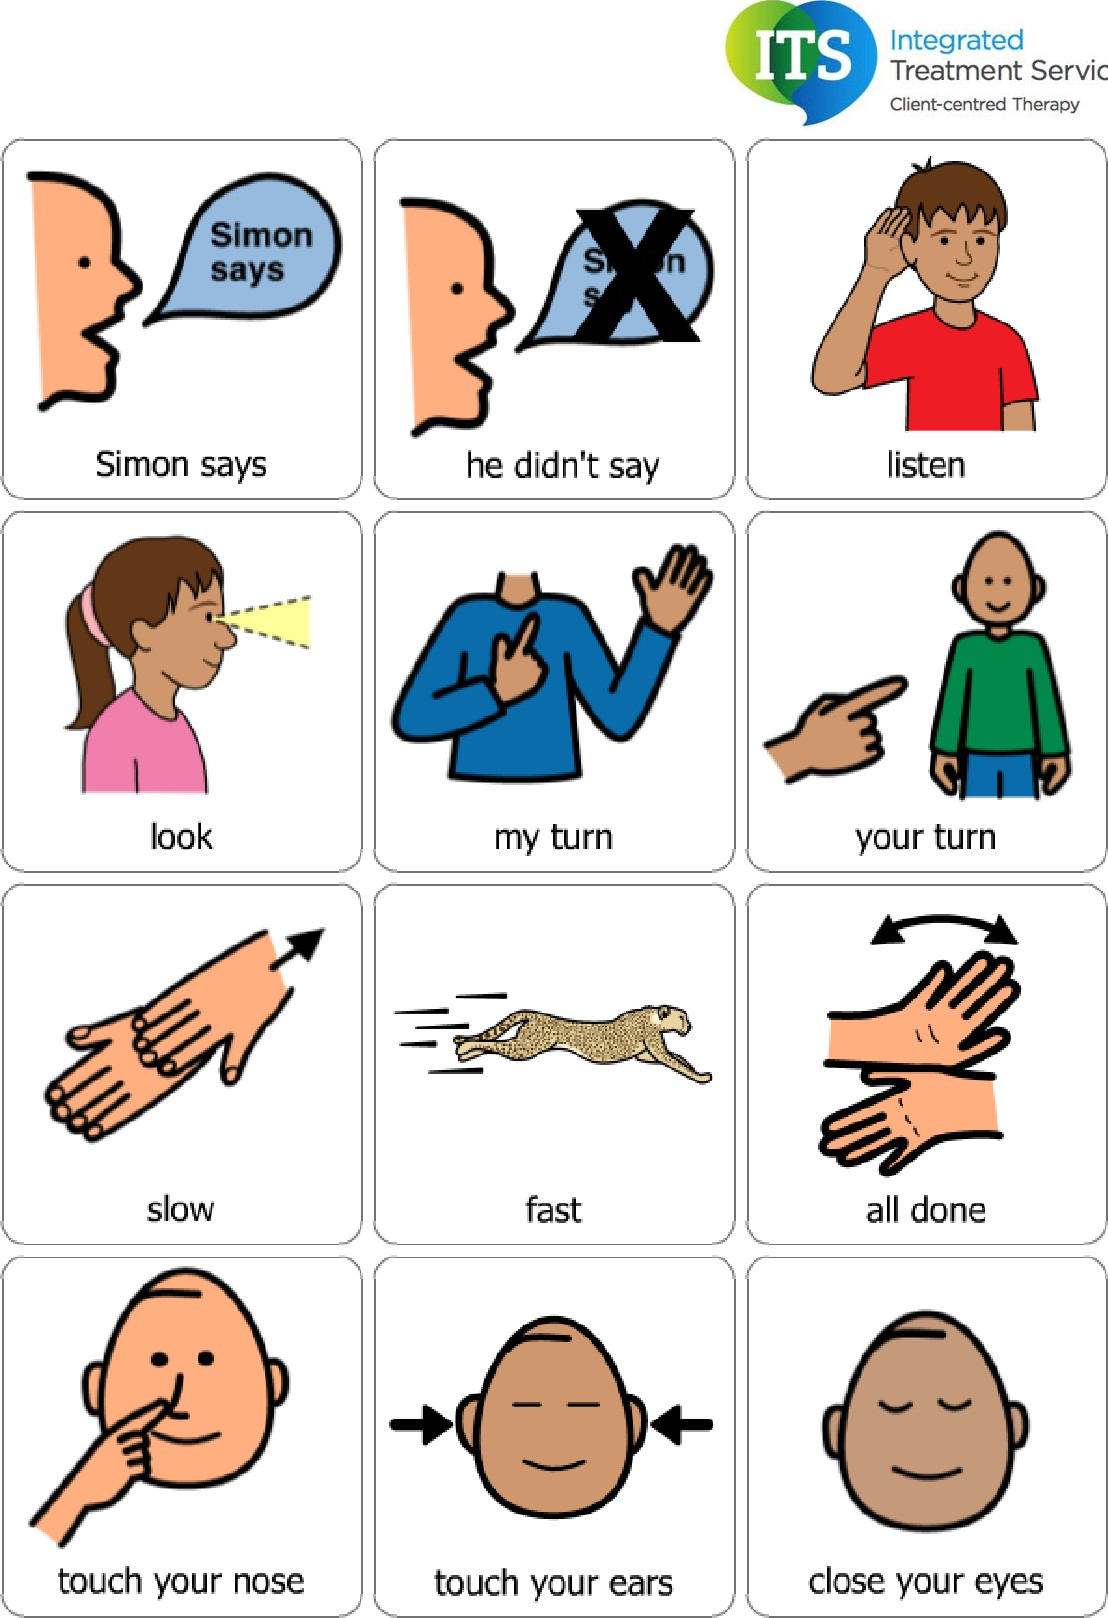 ITS
Integrated
Treatment Servic
Client-centred Therapy
Simon
says
Simon says
he didn't say
listen
look
my turn
your turn
slow
fast
all done
touch your nose
touch your ears
close your eyes